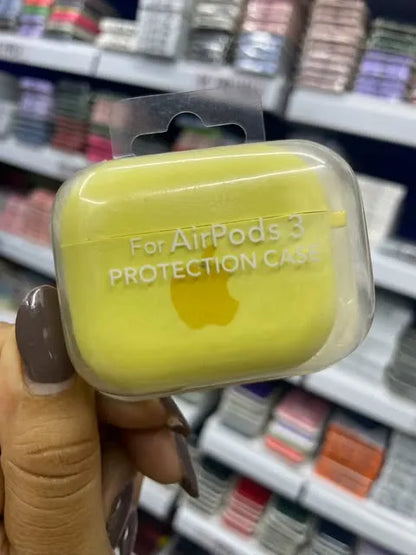 For AirPods 3
PROTECTION CASE